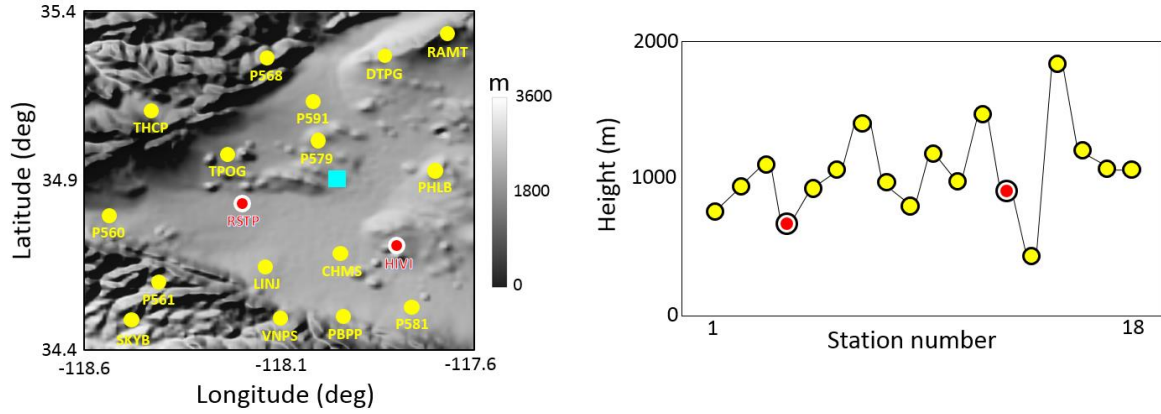 35.4
34.9
34.4
Latitude (deg)
-118.6
-118.1
-117.6
Longitude (deg)
RAMT
P568
DTPG
THCP
P591
P579
TPOG
PHLB
RSTP
P560
HIVI
CHMS
LINJ
P561
SKYB
VNPS
PBPP
P581
m
3600
1800
0
2000
1000
0
Height (m)
1
18
Station number